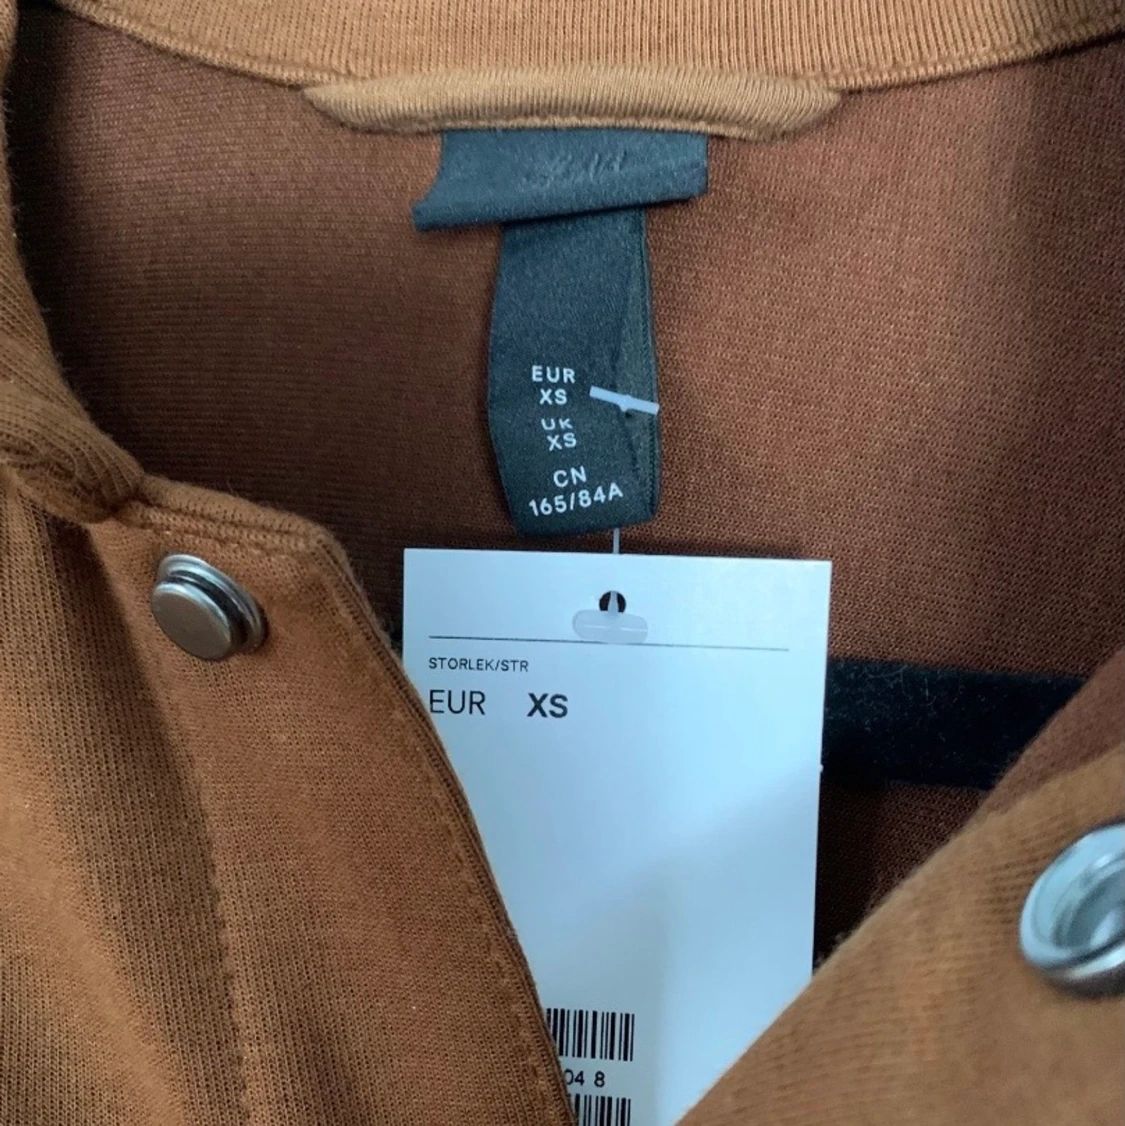 EUR
XS
UK
XS
CN
165/84A
STORLEK/STR
EUR XS
04 8